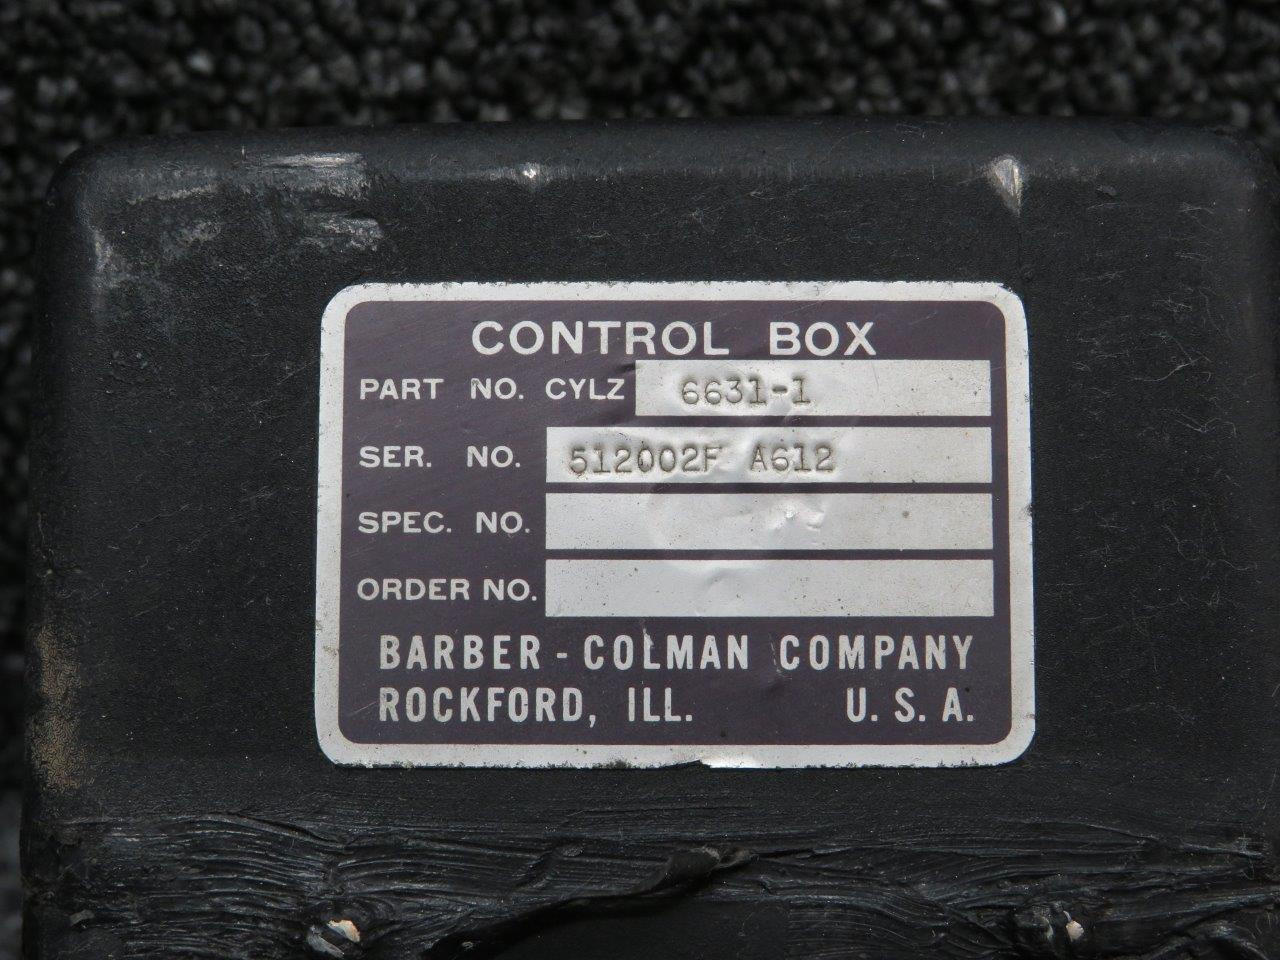 CONTROL BOX
PART NO. CYLZ 6631-1
SER. NO. 512002F A612
SPEC. NO.
ORDER NO.
BARBER - COLMAN COMPANY
ROCKFORD, ILL. U. S. A.